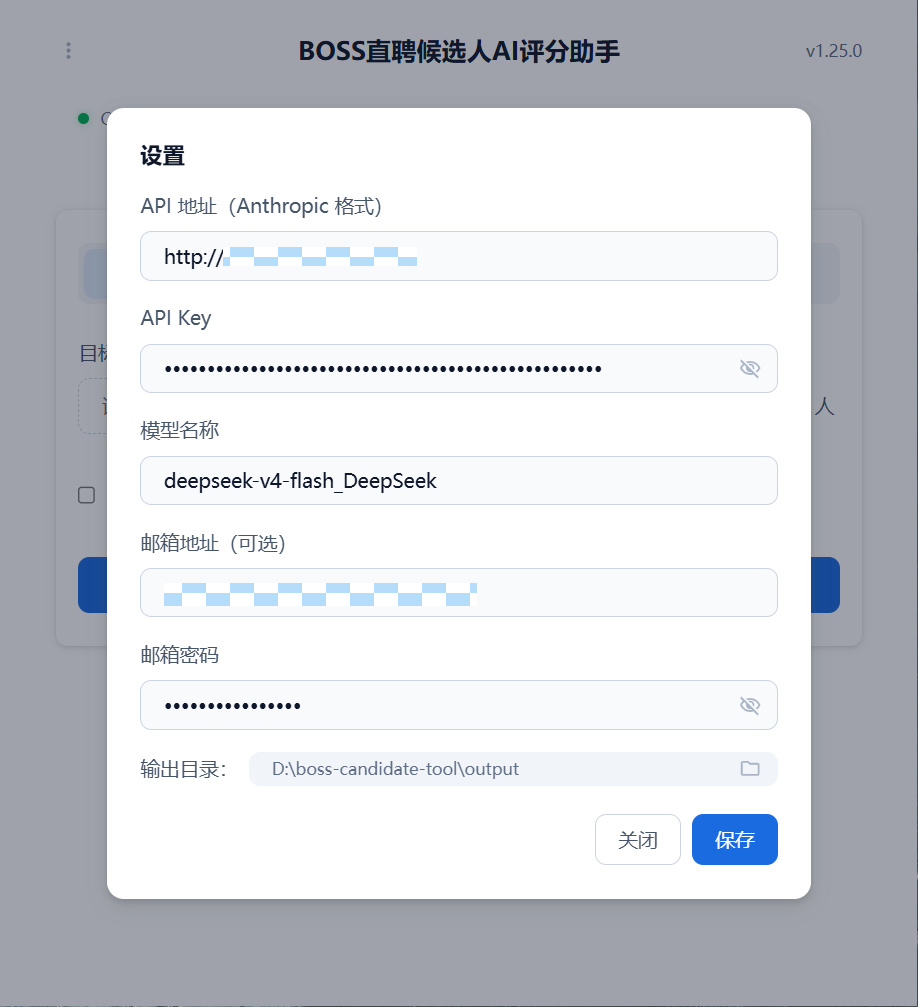 BOSS直聘候选人AI评分助手
v1.25.0
设置
API 地址（Anthropic 格式）
http://
API Key
••••••••••••••••••••••••••••••••••••••••••••••••••
模型名称
deepseek-v4-flash_DeepSeek
邮箱地址（可选）
邮箱密码
••••••••••••••••
输出目录：
D:\boss-candidate-tool\output
关闭
保存
目标
人